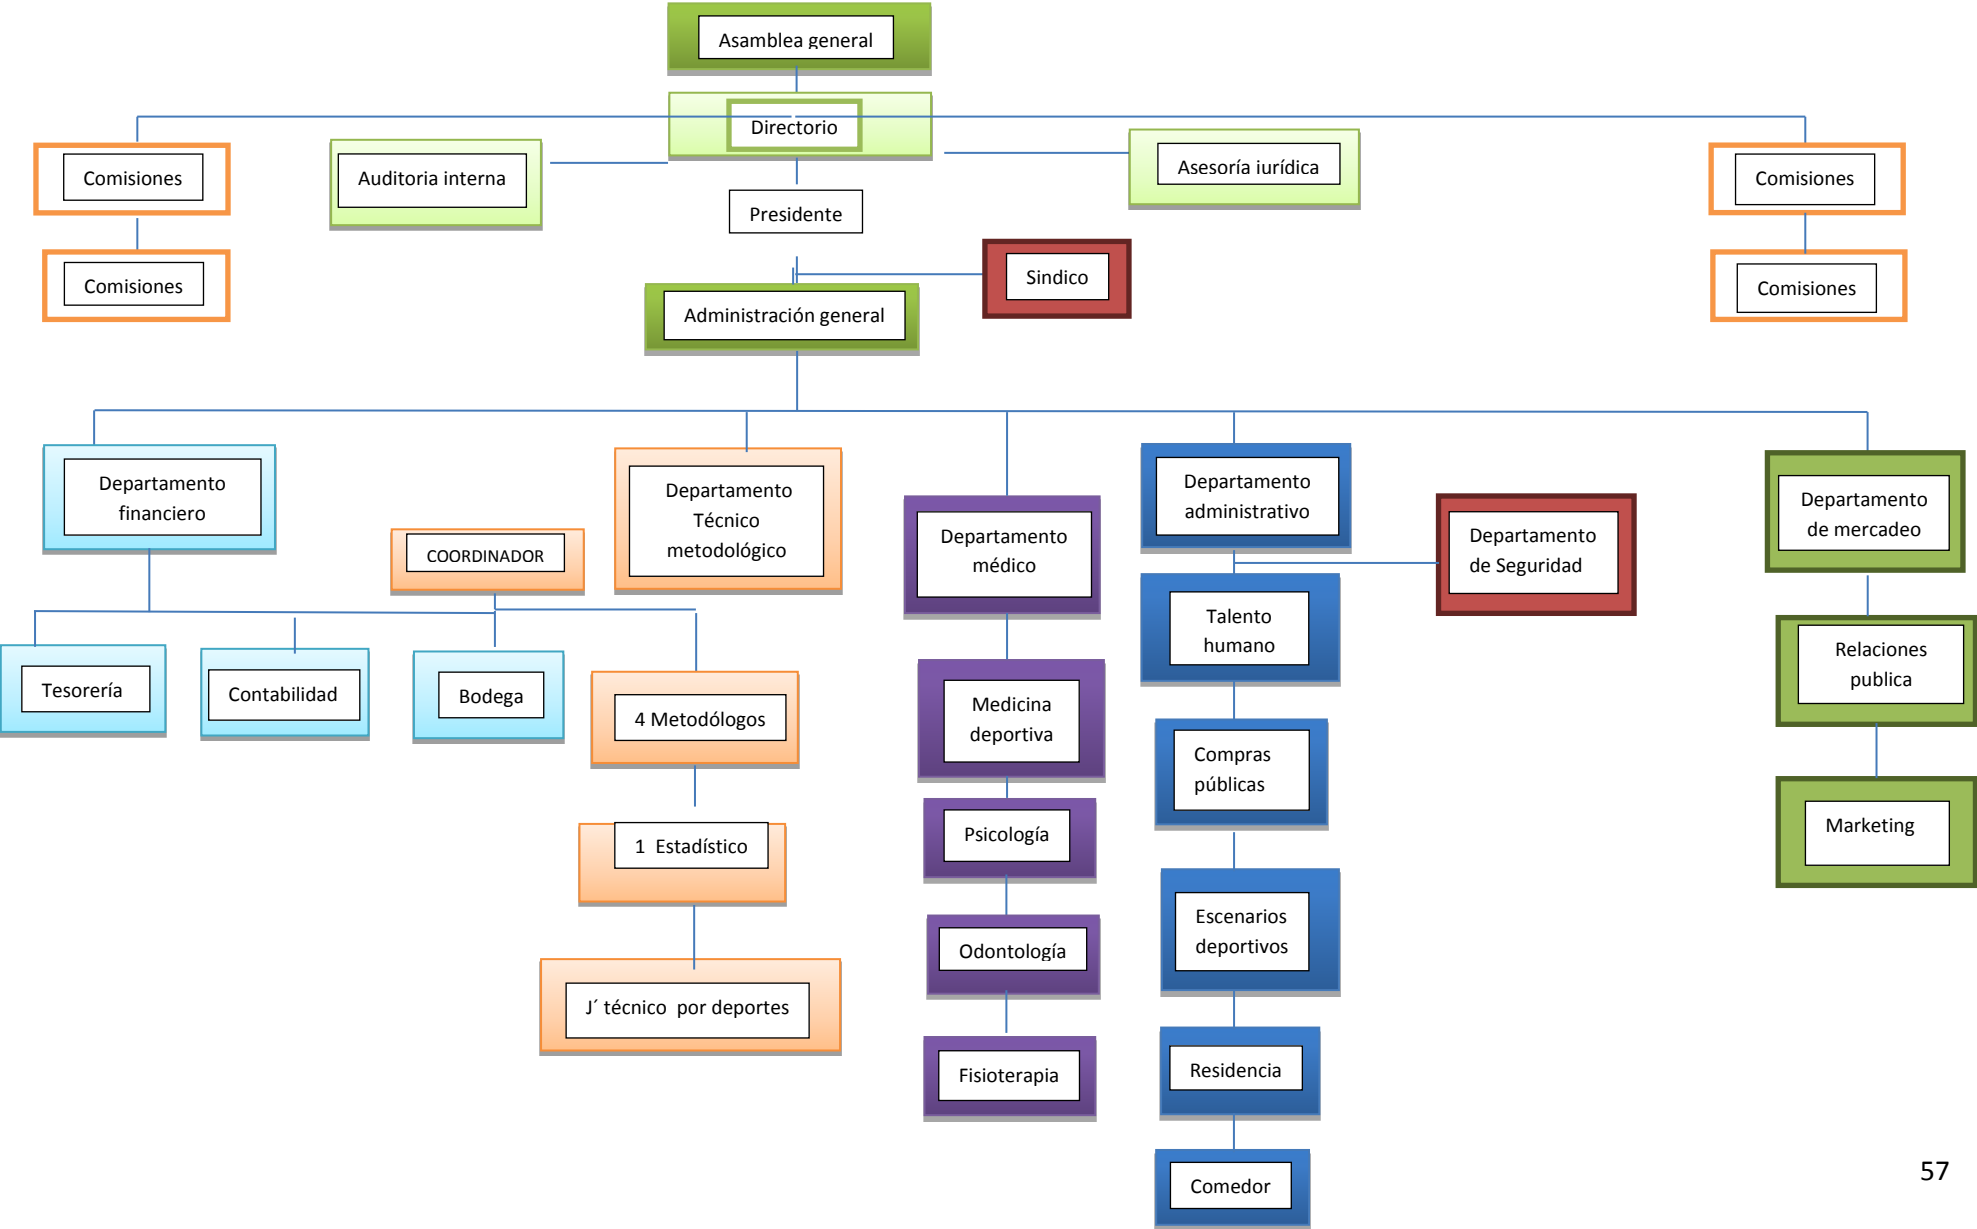 Asamblea general
Directorio
Comisiones
Auditoria interna
Asesoría iurídica
Comisiones
Presidente
Comisiones
Sindico
Comisiones
Administración general
Departamento
financiero
Departamento
Técnico
metodológico
Departamento
administrativo
Departamento
de mercadeo
COORDINADOR
Departamento
médico
Departamento
de Seguridad
Talento
humano
Relaciones
publica
Tesorería
Contabilidad
Bodega
4 Metodólogos
Medicina
deportiva
Compras
públicas
1  Estadístico
Psicología
Marketing
Escenarios
deportivos
Odontología
J´ técnico  por deportes
Fisioterapia
Residencia
Comedor
57